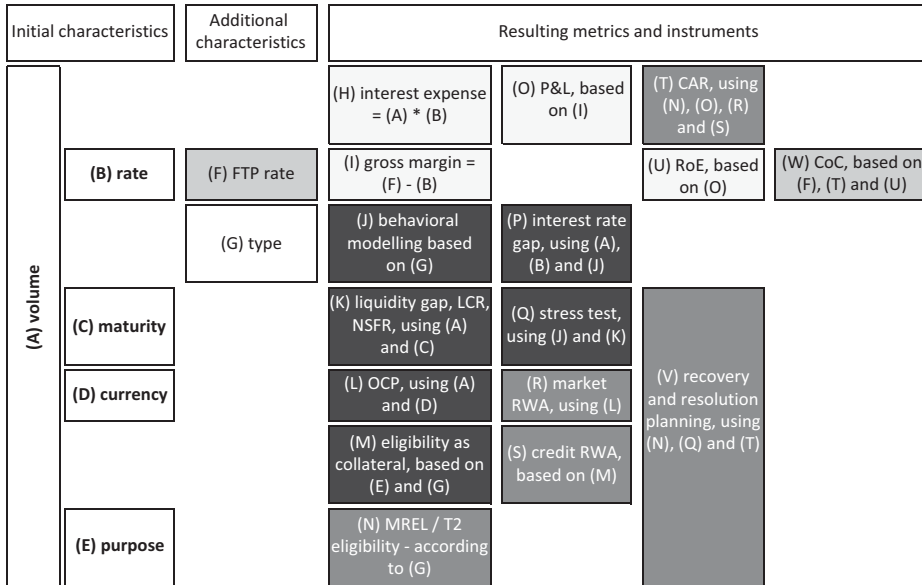 Initial characteristics
Additional
characteristics
Resulting metrics and instruments
(A) volume
(H) interest expense
= (A) * (B)
(O) P&L, based
on (I)
(T) CAR, using
(N), (O), (R)
and (S)
(B) rate
(F) FTP rate
(I) gross margin =
(F) - (B)
(U) RoE, based
on (O)
(W) CoC, based on
(F), (T) and (U)
(G) type
(J) behavioral
modelling based
on (G)
(P) interest rate
gap, using (A),
(B) and (J)
(C) maturity
(K) liquidity gap, LCR,
NSFR, using (A)
and (C)
(Q) stress test,
using (J) and (K)
(V) recovery
and resolution
planning, using
(N), (Q) and (T)
(D) currency
(L) OCP, using (A)
and (D)
(R) market
RWA, using (L)
(M) eligibility as
collateral, based on
(E) and (G)
(S) credit RWA,
based on (M)
(E) purpose
(N) MREL / T2
eligibility - according
to (G)